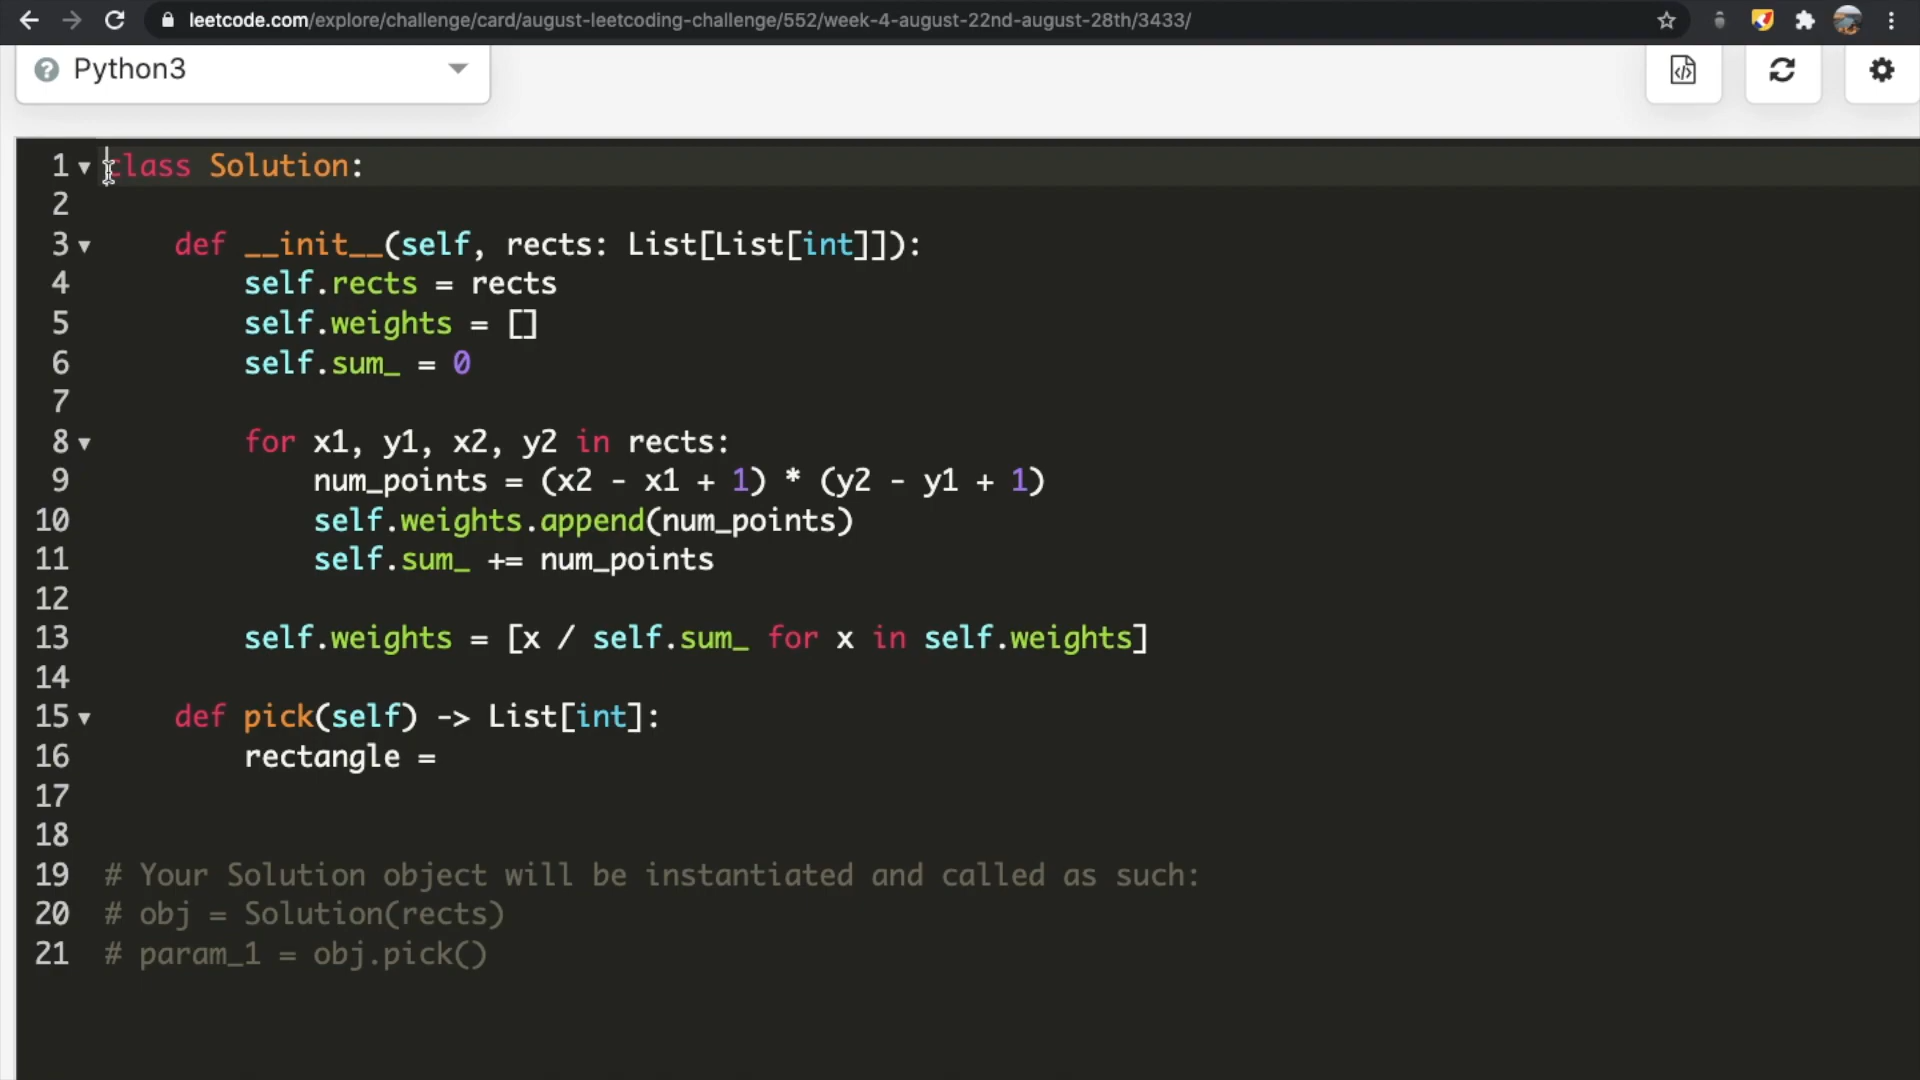 leetcode.com/explore/challenge/card/august-leetcoding-challenge/552/week-4-august-22nd-august-28th/3433/
Python3
1 class Solution:
2
3     def __init__(self, rects: List[List[int]]):
4         self.rects = rects
5         self.weights = []
6         self.sum_ = 0
7
8         for x1, y1, x2, y2 in rects:
9             num_points = (x2 - x1 + 1) * (y2 - y1 + 1)
10             self.weights.append(num_points)
11             self.sum_ += num_points
12
13         self.weights = [x / self.sum_ for x in self.weights]
14
15     def pick(self) -> List[int]:
16         rectangle =
17
18
19 # Your Solution object will be instantiated and called as such:
20 # obj = Solution(rects)
21 # param_1 = obj.pick()